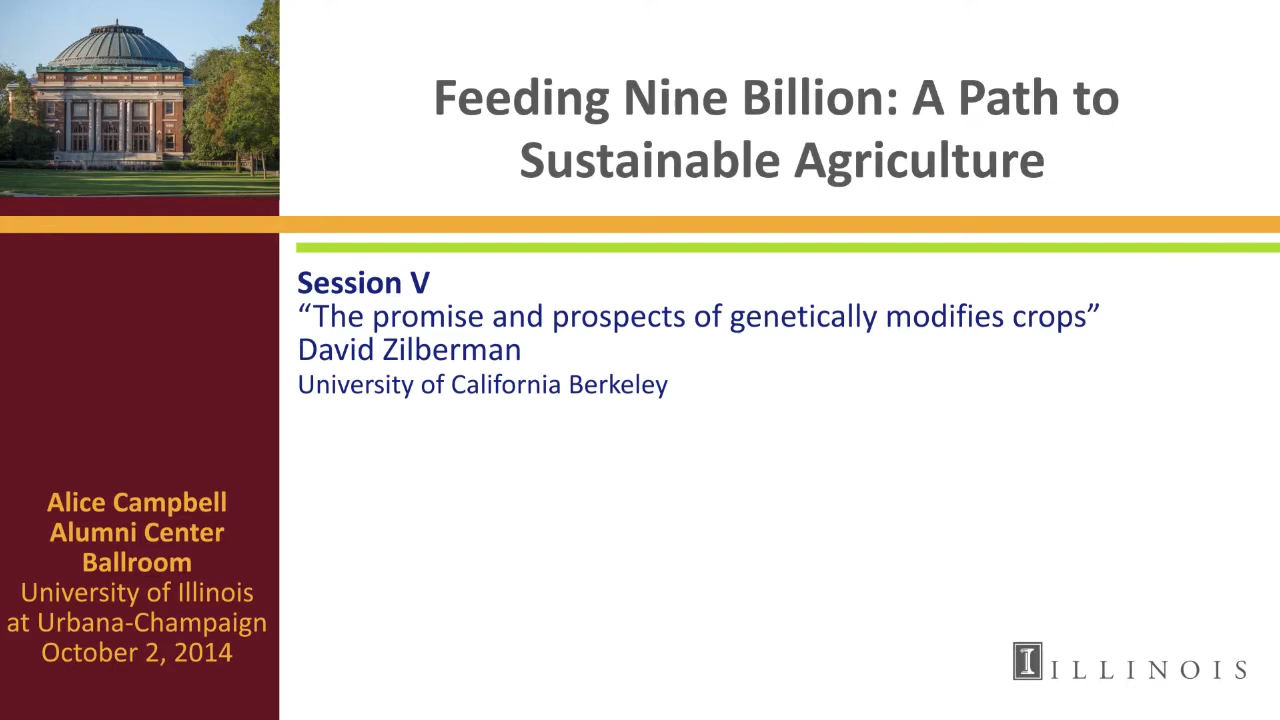 Feeding Nine Billion: A Path to
Sustainable Agriculture
Session V
“The promise and prospects of genetically modifies crops”
David Zilberman
University of California Berkeley
Alice Campbell
Alumni Center
Ballroom
University of Illinois
at Urbana-Champaign
October 2, 2014
I ILLINOIS